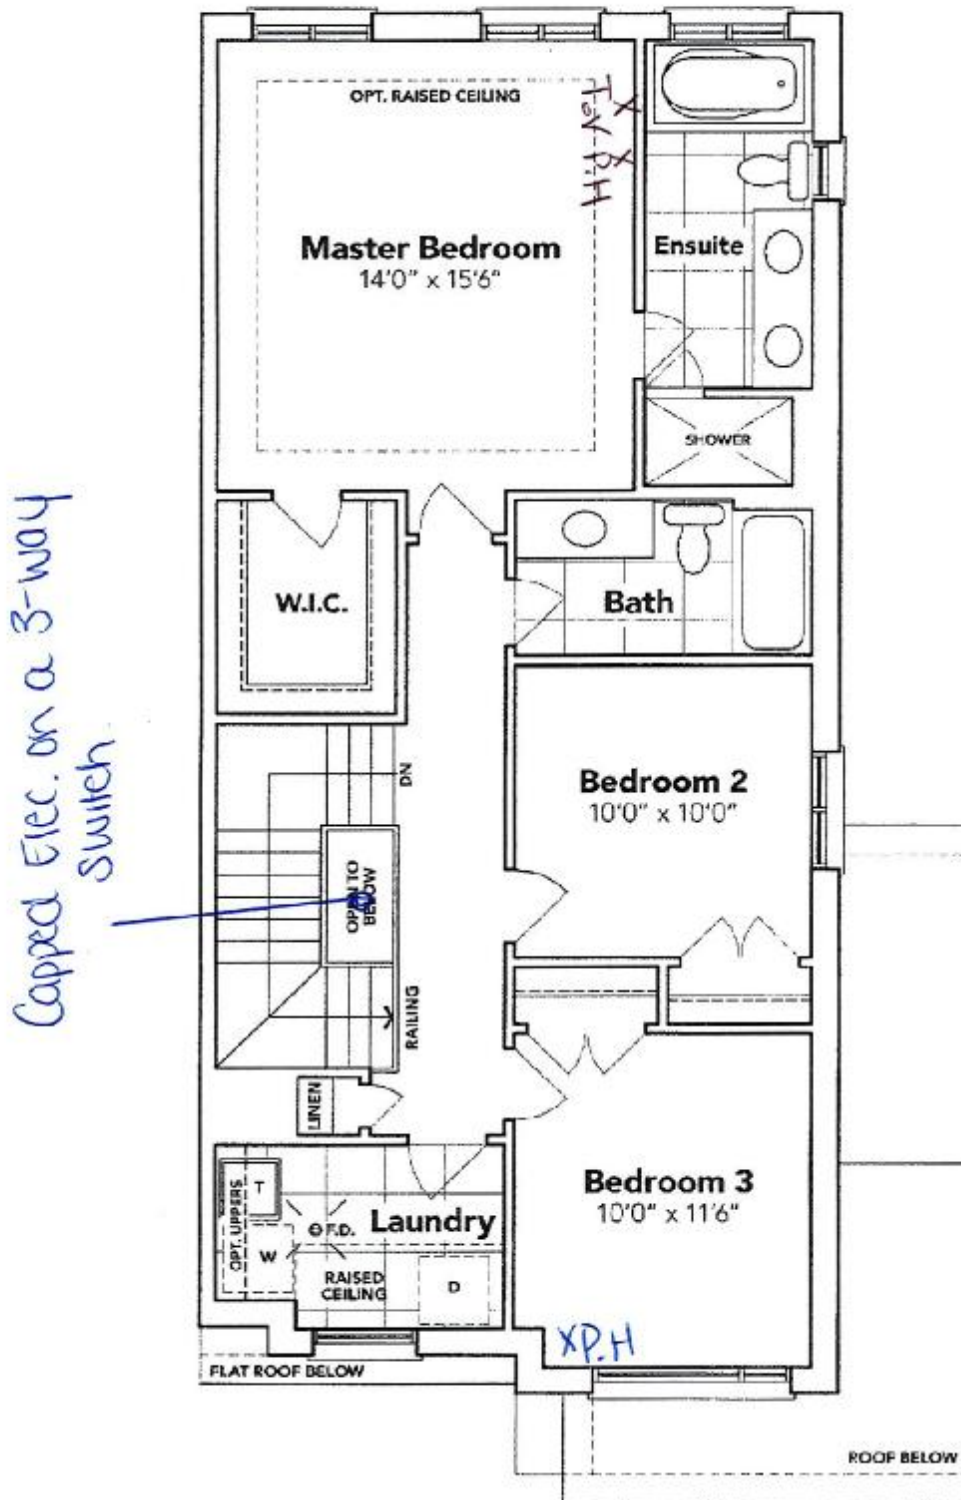 OPT. RAISED CEILING
X X
T.V P.H
Master Bedroom
14'0" x 15'6"
Ensuite
SHOWER
W.I.C.
Bath
Capped Elec. on a 3-way
switch.
DN
OPEN TO
BELOW
Bedroom 2
10'0" x 10'0"
RAILING
LINEN
Bedroom 3
10'0" x 11'6"
OPT. UPPERS
T
F.D.
Laundry
W
RAISED
CEILING
D
XP.H
FLAT ROOF BELOW
ROOF BELOW